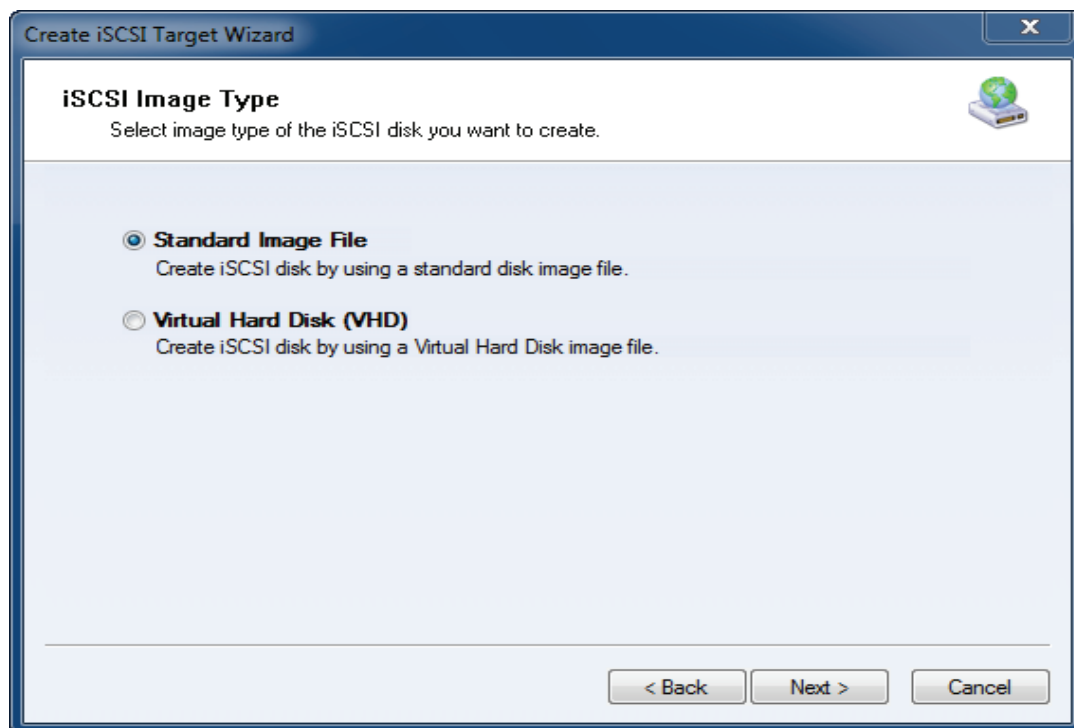 Create iSCSI Target Wizard
X
iSCSI Image Type
Select image type of the iSCSI disk you want to create.
Standard Image File
Create iSCSI disk by using a standard disk image file.
Virtual Hard Disk (VHD)
Create iSCSI disk by using a Virtual Hard Disk image file.
< Back Next > Cancel